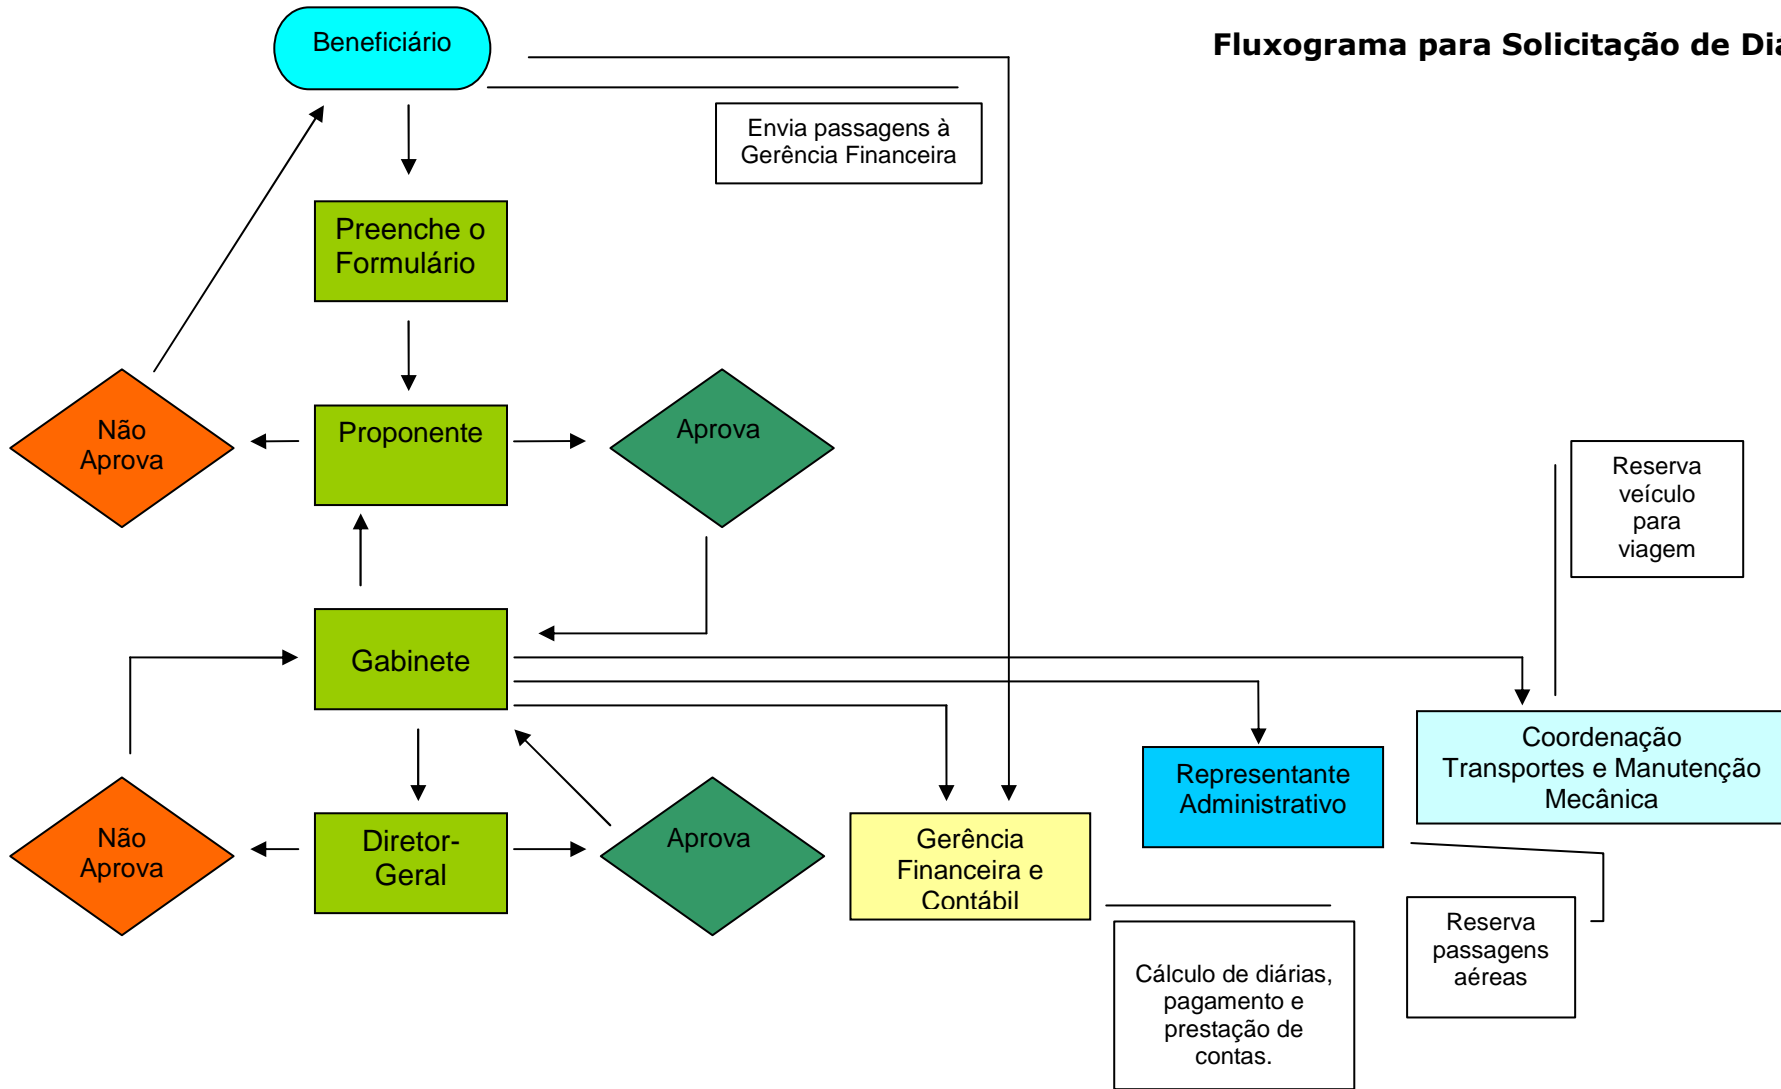 Beneficiário
Fluxograma para Solicitação de Diá
Envia passagens à
Gerência Financeira
Preenche o
Formulário
Não
Aprova
Proponente
Aprova
Reserva
veículo
para
viagem
Gabinete
Coordenação
Transportes e Manutenção
Mecânica
Representante
Administrativo
Não
Aprova
Diretor-
Geral
Aprova
Gerência
Financeira e
Contábil
Reserva
passagens
aéreas
Cálculo de diárias,
pagamento e
prestação de
contas.